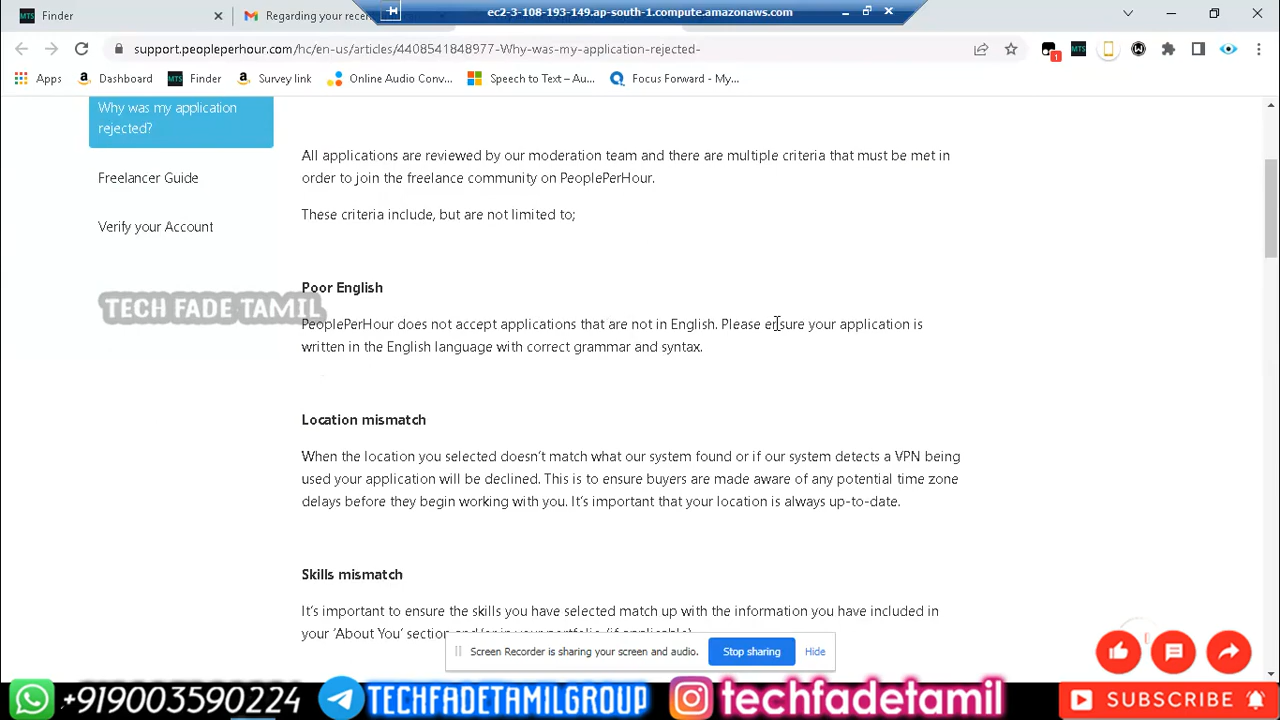 Finder
Regarding your recen
ec2-3-108-193-149.ap-south-1.compute.amazonaws.com
support.peopleperhour.com/hc/en-us/articles/4408541848977-Why-was-my-application-rejected-
1
Apps
Dashboard
MTS Finder
Survey link
Online Audio Conv...
Speech to Text – Au...
Focus Forward - My...
Why was my application
rejected?
Freelancer Guide
Verify your Account
All applications are reviewed by our moderation team and there are multiple criteria that must be met in
order to join the freelance community on PeoplePerHour.
These criteria include, but are not limited to;
Poor English
TECH FADE TAMIL
PeoplePerHour does not accept applications that are not in English. Please ensure your application is
written in the English language with correct grammar and syntax.
Location mismatch
When the location you selected doesn’t match what our system found or if our system detects a VPN being
used your application will be declined. This is to ensure buyers are made aware of any potential time zone
delays before they begin working with you. It’s important that your location is always up-to-date.
Skills mismatch
It’s important to ensure the skills you have selected match up with the information you have included in
your ‘About You’ section and/or in your portfolio (if applicable)
Screen Recorder is sharing your screen and audio.
Stop sharing
Hide
+919003590224
TECHFADETAMILGROUP
techfadetamil
SUBSCRIBE